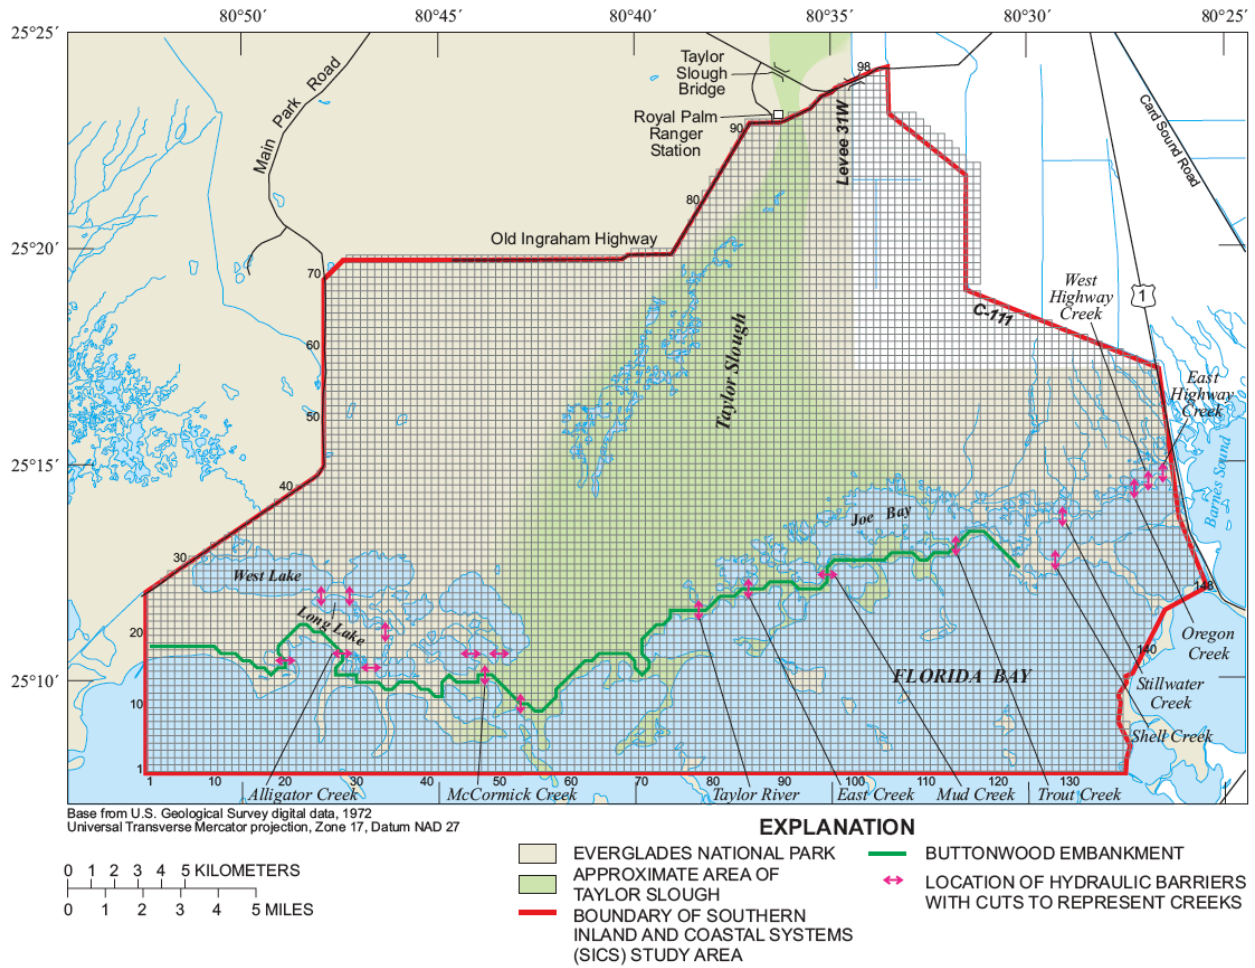 80°50′ 80°45′ 80°40′ 80°35′ 80°30′ 80°25′
25°25′
Taylor
Slough
Bridge
98
Main Park Road
Royal Palm
Ranger
Station
90
Levee 31W
Card Sound Road
80
25°20′
Old Ingraham Highway
70
West
Highway
Creek
1
C-111
60
Taylor Slough
East
Highway
Creek
50
25°15′
40
Barnes Sound
Joe Bay
30
West Lake
148
Long Lake
20
Oregon
Creek
140
25°10′
FLORIDA BAY
Stillwater
Creek
10
Shell Creek
1
1 10 20 30 40 50 60 70 80 90 100 110 120 130
Alligator Creek McCormick Creek Taylor River East Creek Mud Creek Trout Creek
Base from U.S. Geological Survey digital data, 1972
Universal Transverse Mercator projection, Zone 17, Datum NAD 27
0 1 2 3 4 5 KILOMETERS
0 1 2 3 4 5 MILES
EXPLANATION
EVERGLADES NATIONAL PARK
APPROXIMATE AREA OF
TAYLOR SLOUGH
BOUNDARY OF SOUTHERN
INLAND AND COASTAL SYSTEMS
(SICS) STUDY AREA
BUTTONWOOD EMBANKMENT
LOCATION OF HYDRAULIC BARRIERS
WITH CUTS TO REPRESENT CREEKS